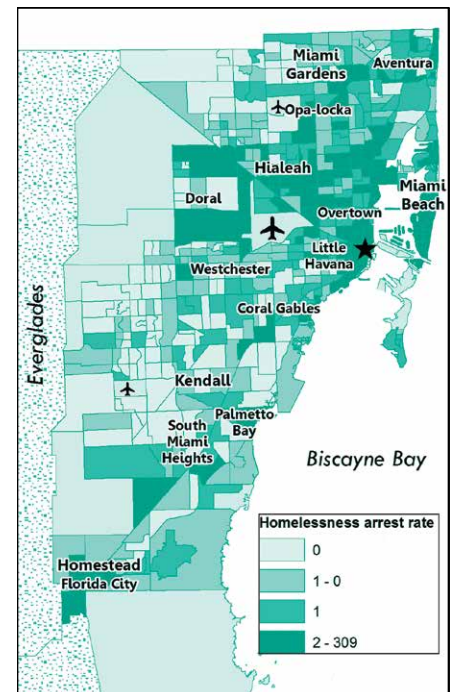 Miami
Gardens
Aventura
Opa-locka
Hialeah
Doral
Miami
Beach
Overtown
Little
Havana
Westchester
Coral Gables
Everglades
Kendall
Palmetto
Bay
South
Miami
Heights
Biscayne Bay
Homestead
Florida City
Homelessness arrest rate
0
1 - 0
1
2 - 309